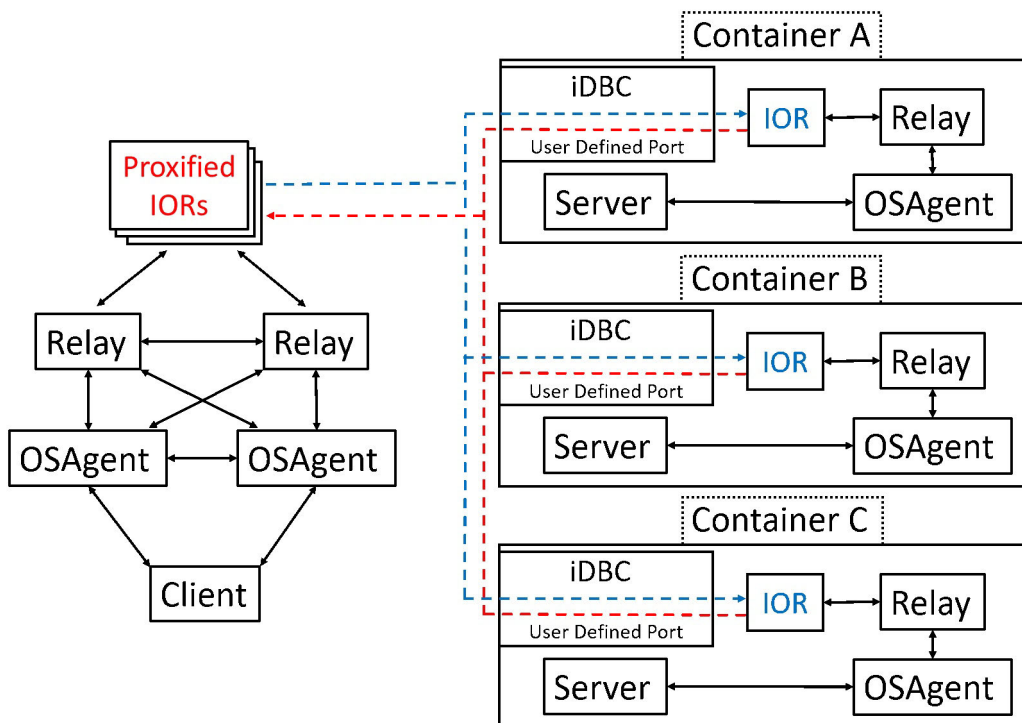 Proxified
IORs
Relay
Relay
OSAgent
OSAgent
Client
Container A
iDBC
User Defined Port
IOR
Relay
Server
OSAgent
Container B
iDBC
User Defined Port
IOR
Relay
Server
OSAgent
Container C
iDBC
User Defined Port
IOR
Relay
Server
OSAgent